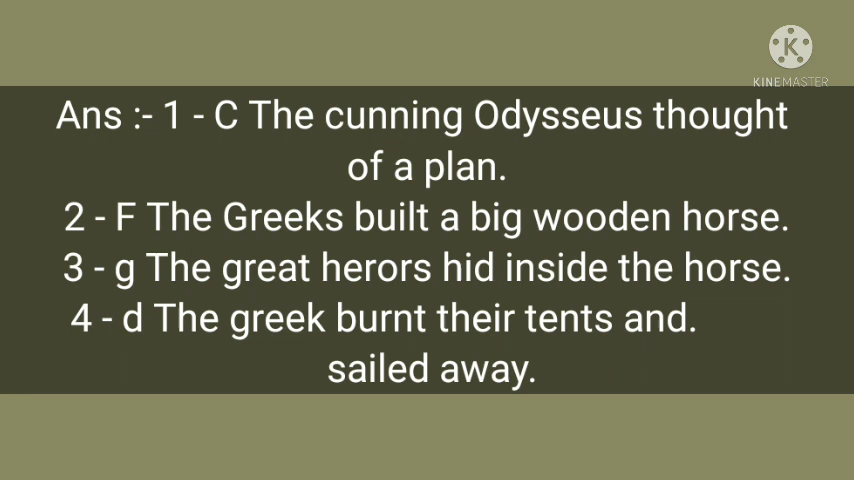 K
KINEMASTER
Ans :- 1 - C The cunning Odysseus thought
of a plan.
2 - F The Greeks built a big wooden horse.
3 - g The great herors hid inside the horse.
4 - d The greek burnt their tents and.
sailed away.